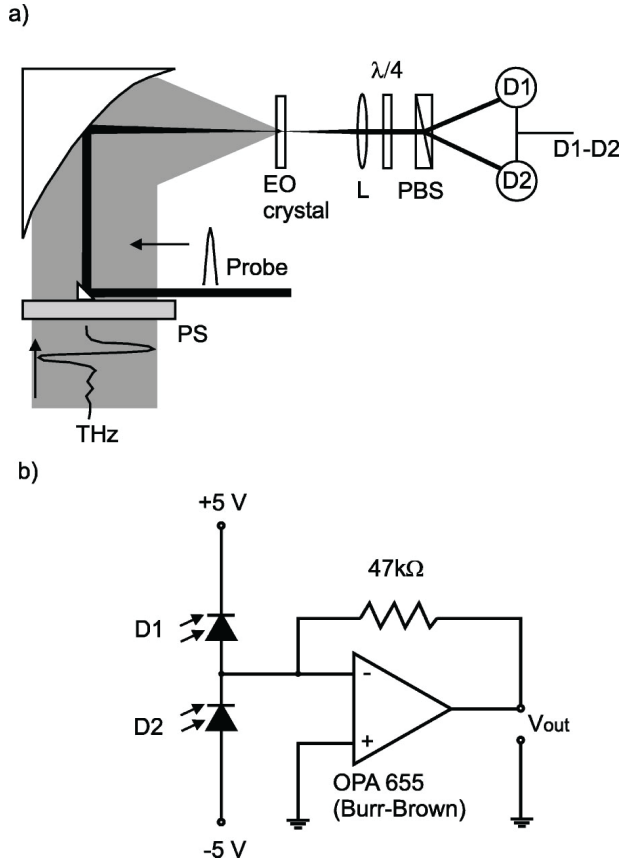 a)
λ/4
D1
D1-D2
D2
EO
crystal
L
PBS
Probe
PS
THz
b)
+5 V
47kΩ
D1
-
D2
+
Vout
OPA 655
(Burr-Brown)
-5 V